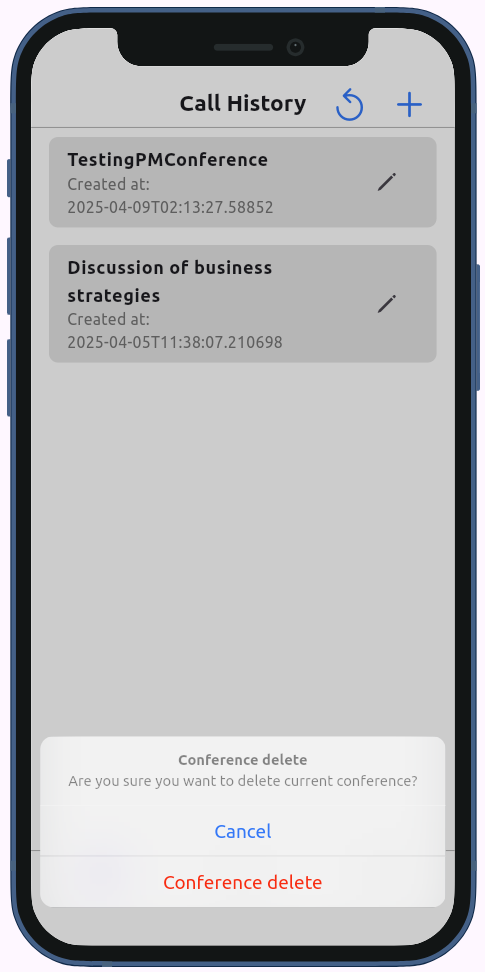 Call History
TestingPMConference
Created at:
2025-04-09T02:13:27.58852
Discussion of business
strategies
Created at:
2025-04-05T11:38:07.210698
Conference delete
Are you sure you want to delete current conference?
Cancel
Conference delete